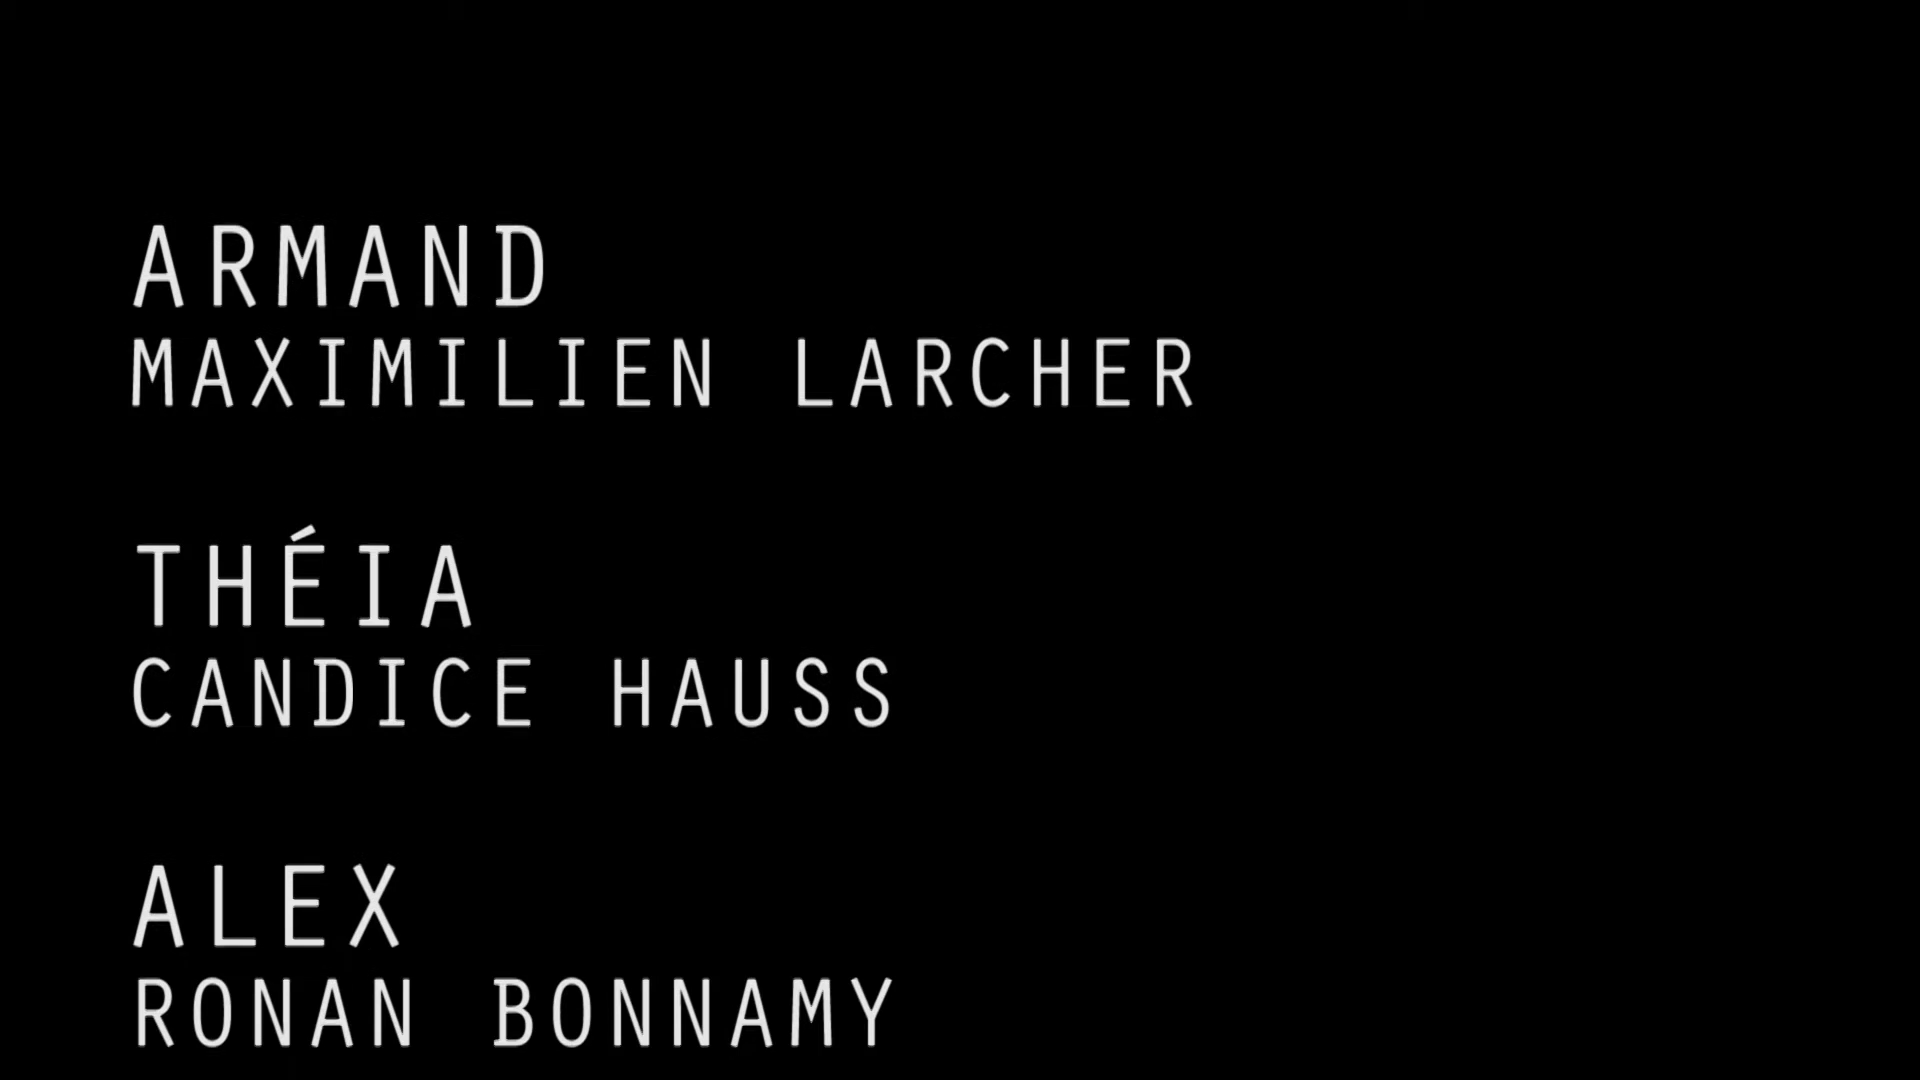 ARMAND
MAXIMILIEN LARCHER
THÉIA
CANDICE HAUSS
ALEX
RONAN BONNAMY